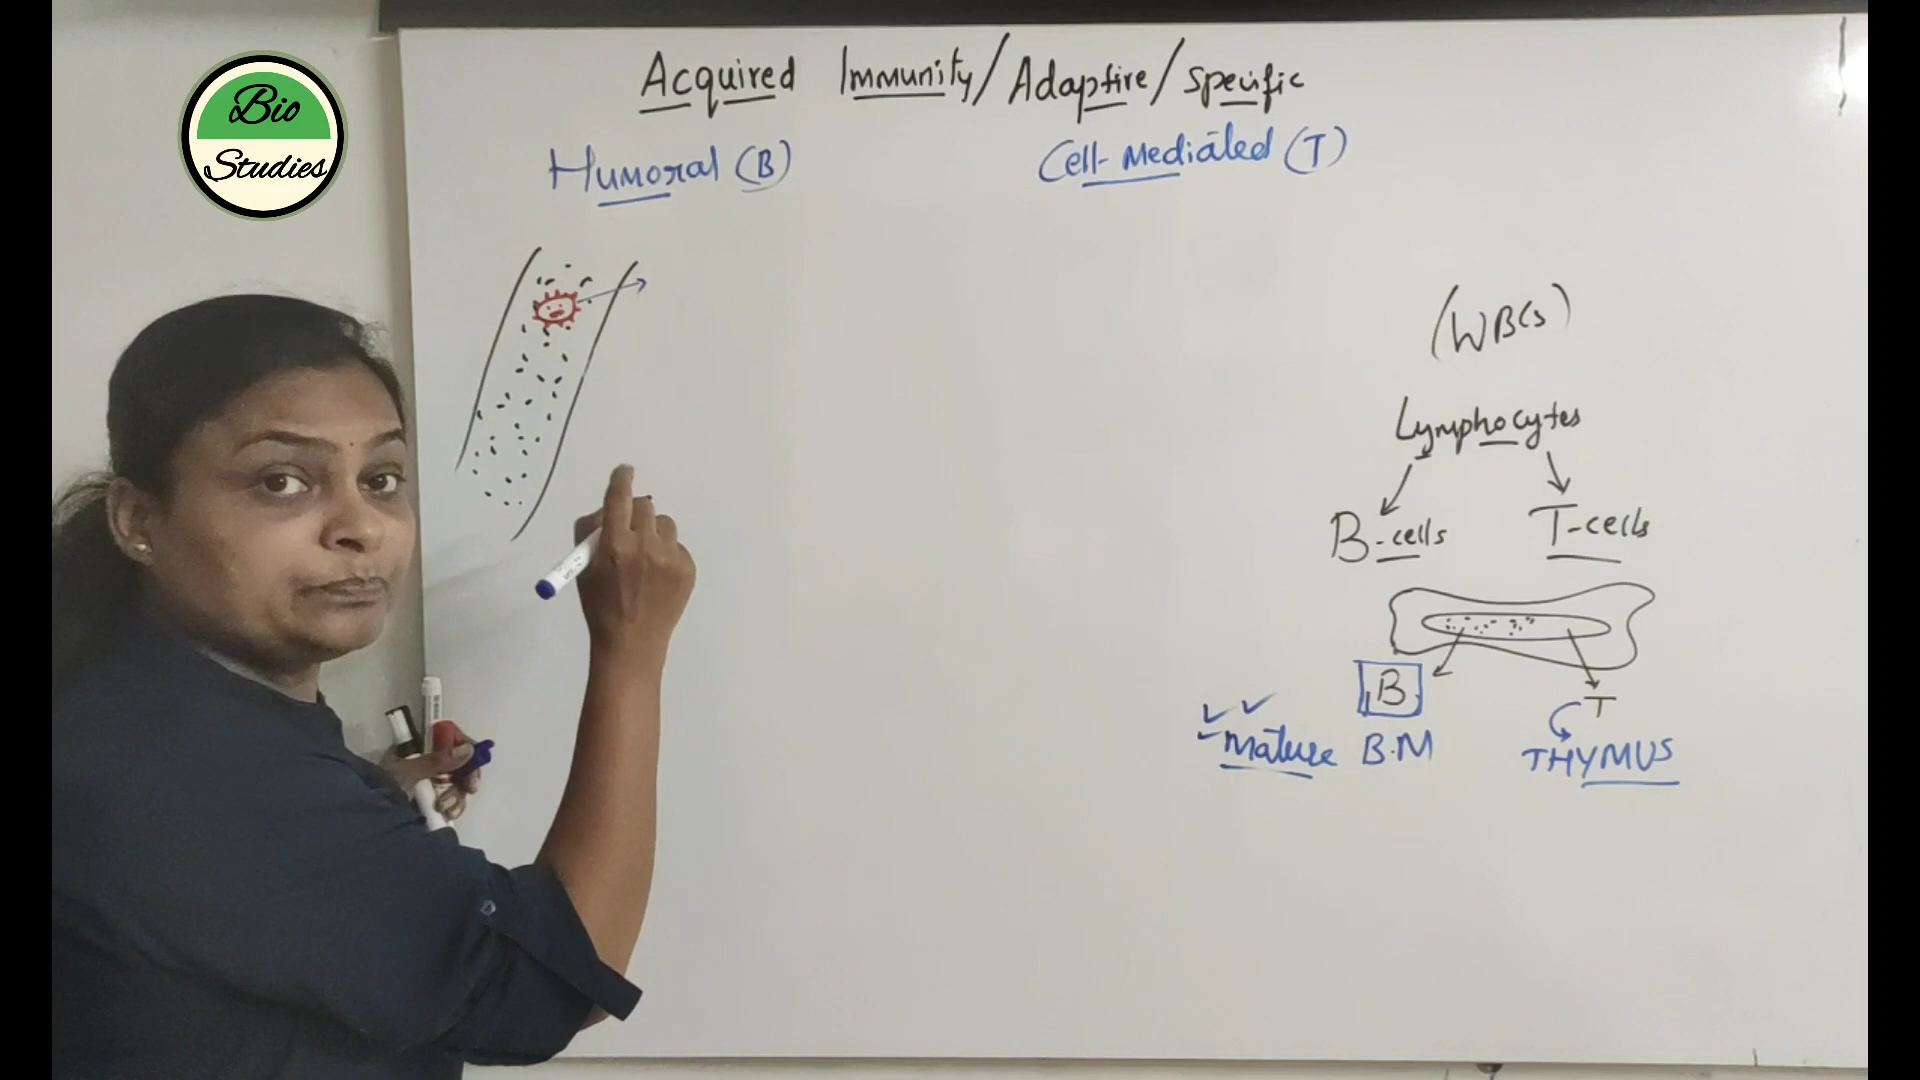 Bio
Studies
Acquired Immunity/Adaptive/Specific
Humoral (B)
Cell-Mediated (T)
(WBCs)
Lymphocytes
B-cells
T-cells
B
T
Mature B.M
THYMUS